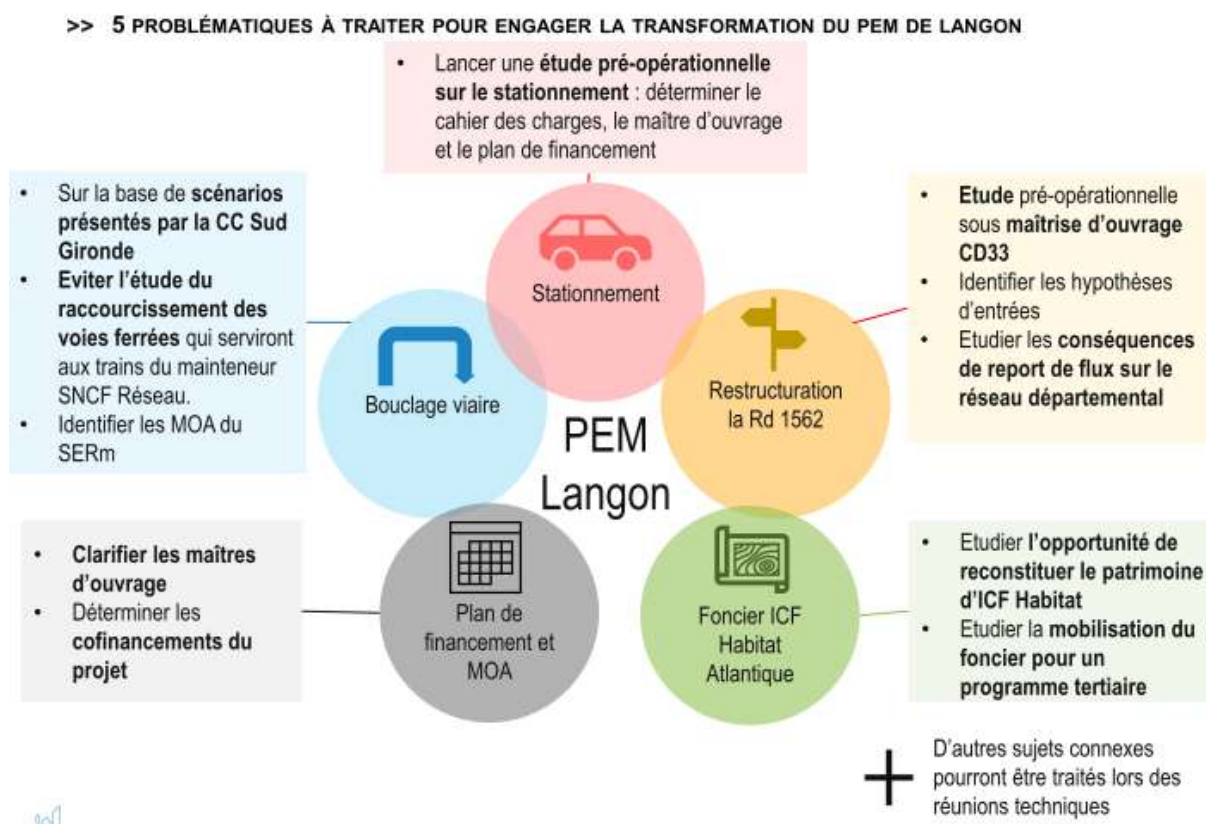 >> 5 PROBLÉMATIQUES À TRAITER POUR ENGAGER LA TRANSFORMATION DU PEM DE LANGON
• Lancer une étude pré-opérationnelle
sur le stationnement : déterminer le
cahier des charges, le maître d'ouvrage
et le plan de financement
• Sur la base de scénarios
présentés par la CC Sud
Gironde
• Eviter l'étude du
raccourcissement des
voies ferrées qui serviront
aux trains du mainteneur
SNCF Réseau.
• Identifier les MOA du
SERm
Stationnement
• Etude pré-opérationnelle
sous maîtrise d'ouvrage
CD33
• Identifier les hypothèses
d'entrées
• Etudier les conséquences
de report de flux sur le
réseau départemental
Bouclage viaire
Restructuration
la Rd 1562
PEM
Langon
• Clarifier les maîtres
d'ouvrage
• Déterminer les
cofinancements du
projet
Plan de
financement et
MOA
Foncier ICF
Habitat
Atlantique
• Etudier l'opportunité de
reconstituer le patrimoine
d'ICF Habitat
• Etudier la mobilisation du
foncier pour un
programme tertiaire
D'autres sujets connexes
pourront être traités lors des
réunions techniques